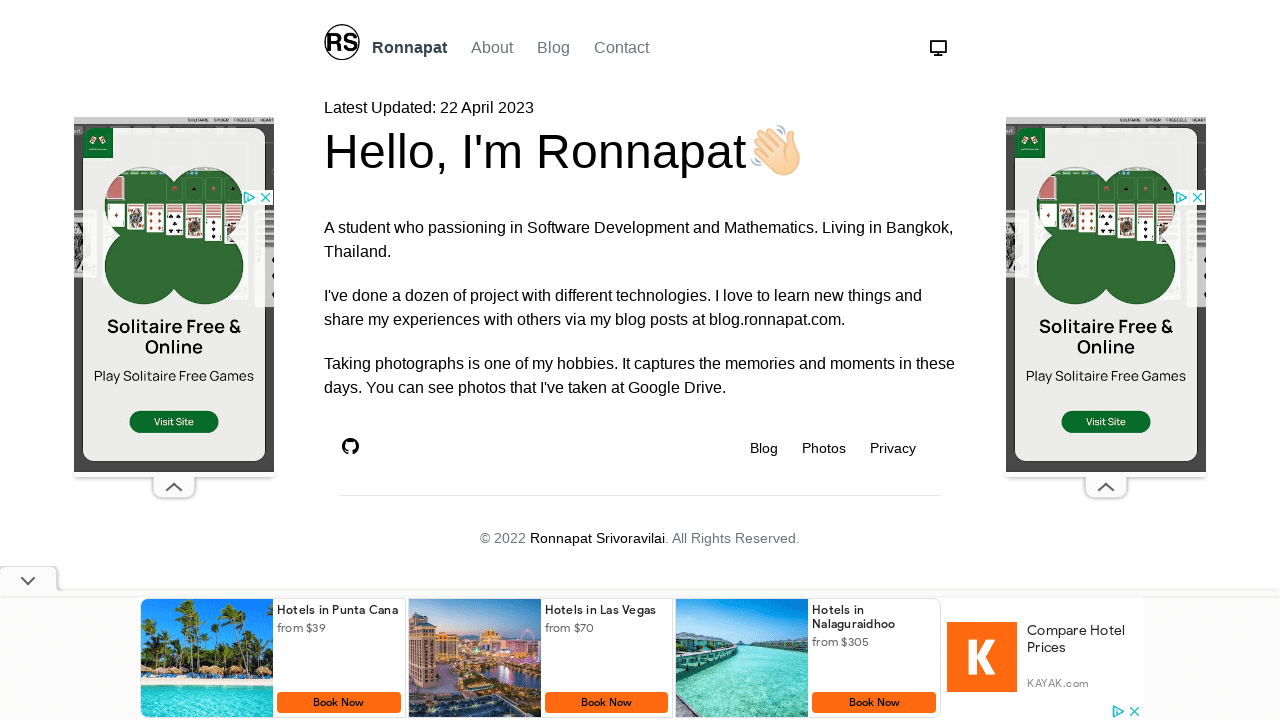 RS
Ronnapat About Blog Contact
Latest Updated: 22 April 2023
Hello, I'm Ronnapat👋🏻
A student who passioning in Software Development and Mathematics. Living in Bangkok,
Thailand.
I've done a dozen of project with different technologies. I love to learn new things and
share my experiences with others via my blog posts at blog.ronnapat.com.
Taking photographs is one of my hobbies. It captures the memories and moments in these
days. You can see photos that I've taken at Google Drive.
Blog Photos Privacy
© 2022 Ronnapat Srivoravilai. All Rights Reserved.
SOLITAIRE SPIDER FREECELL
Solitaire Free &
Online
Play Solitaire Free Games
Visit Site
SOLITAIRE SPIDER FREECELL
Solitaire Free &
Online
Play Solitaire Free Games
Visit Site
Hotels in Punta Cana
from $39
Book Now
Hotels in Las Vegas
from $70
Book Now
Hotels in
Nalaguraidhoo
from $305
Book Now
K
Compare Hotel
Prices
KAYAK.com